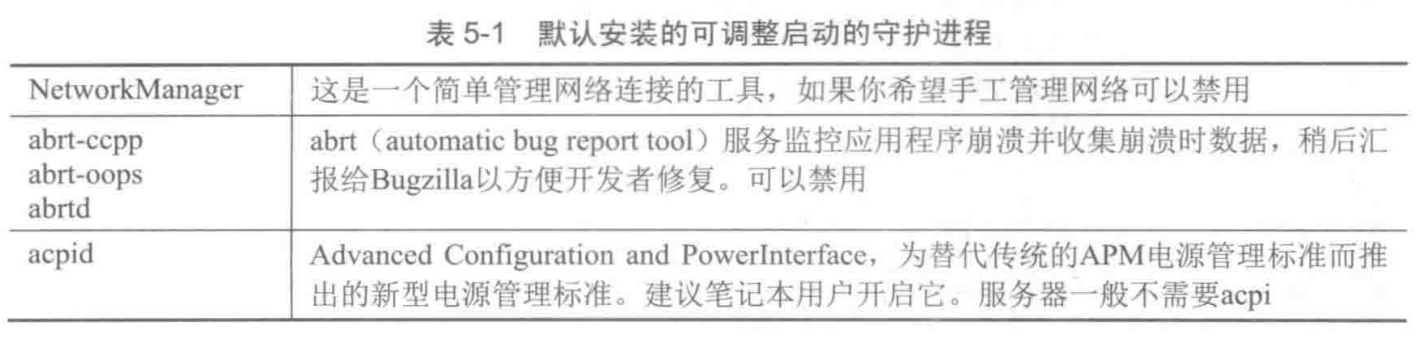 表 5-1 默认安装的可调整启动的守护进程
NetworkManager 这是一个简单管理网络连接的工具，如果你希望手工管理网络可以禁用
abrt-ccpp abrt（automatic bug report tool）服务监控应用程序崩溃并收集崩溃时数据，稍后汇
abrt-oops 报给Bugzilla以方便开发者修复。可以禁用
abrtd
acpid Advanced Configuration and PowerInterface，为替代传统的APM电源管理标准而推
出的新型电源管理标准。建议笔记本用户开启它。服务器一般不需要acpi